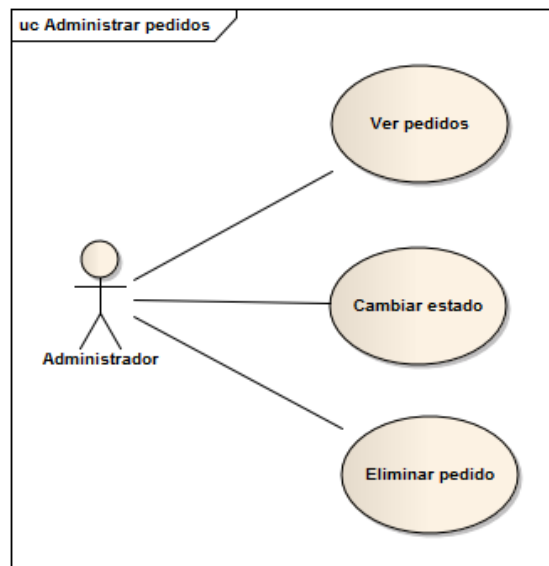 uc Administrar pedidos
Ver pedidos
Cambiar estado
Administrador
Eliminar pedido